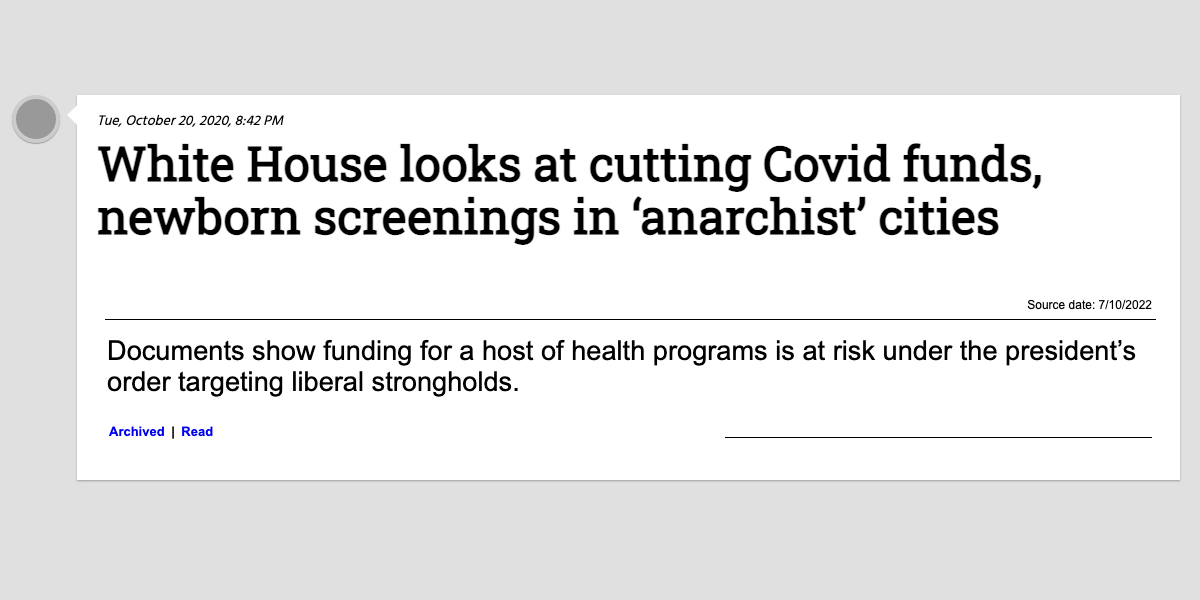 Tue, October 20, 2020, 8:42 PM
White House looks at cutting Covid funds,
newborn screenings in ‘anarchist’ cities
Source date: 7/10/2022
Documents show funding for a host of health programs is at risk under the president’s
order targeting liberal strongholds.
Archived | Read